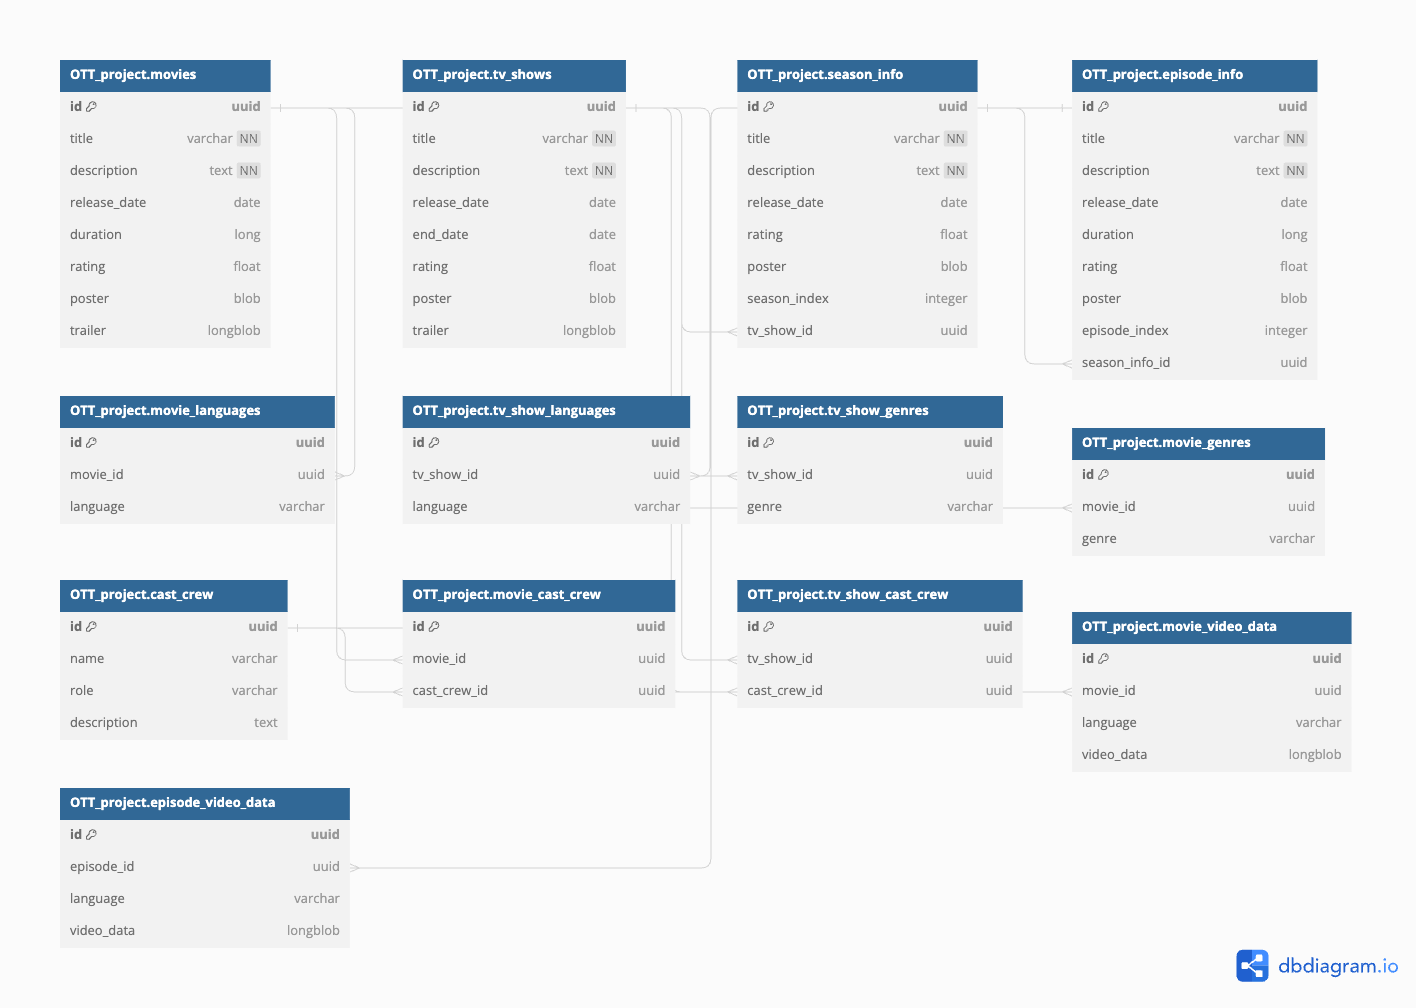 OTT_project.movies
id uuid
title varchar NN
description text NN
release_date date
duration long
rating float
poster blob
trailer longblob
OTT_project.tv_shows
id uuid
title varchar NN
description text NN
release_date date
end_date date
rating float
poster blob
trailer longblob
OTT_project.season_info
id uuid
title varchar NN
description text NN
release_date date
rating float
poster blob
season_index integer
tv_show_id uuid
OTT_project.episode_info
id uuid
title varchar NN
description text NN
release_date date
duration long
rating float
poster blob
episode_index integer
season_info_id uuid
OTT_project.movie_languages
id uuid
movie_id uuid
language varchar
OTT_project.tv_show_languages
id uuid
tv_show_id uuid
language varchar
OTT_project.tv_show_genres
id uuid
tv_show_id uuid
genre varchar
OTT_project.movie_genres
id uuid
movie_id uuid
genre varchar
OTT_project.cast_crew
id uuid
name varchar
role varchar
description text
OTT_project.movie_cast_crew
id uuid
movie_id uuid
cast_crew_id uuid
OTT_project.tv_show_cast_crew
id uuid
tv_show_id uuid
cast_crew_id uuid
OTT_project.movie_video_data
id uuid
movie_id uuid
language varchar
video_data longblob
OTT_project.episode_video_data
id uuid
episode_id uuid
language varchar
video_data longblob
dbdiagram.io